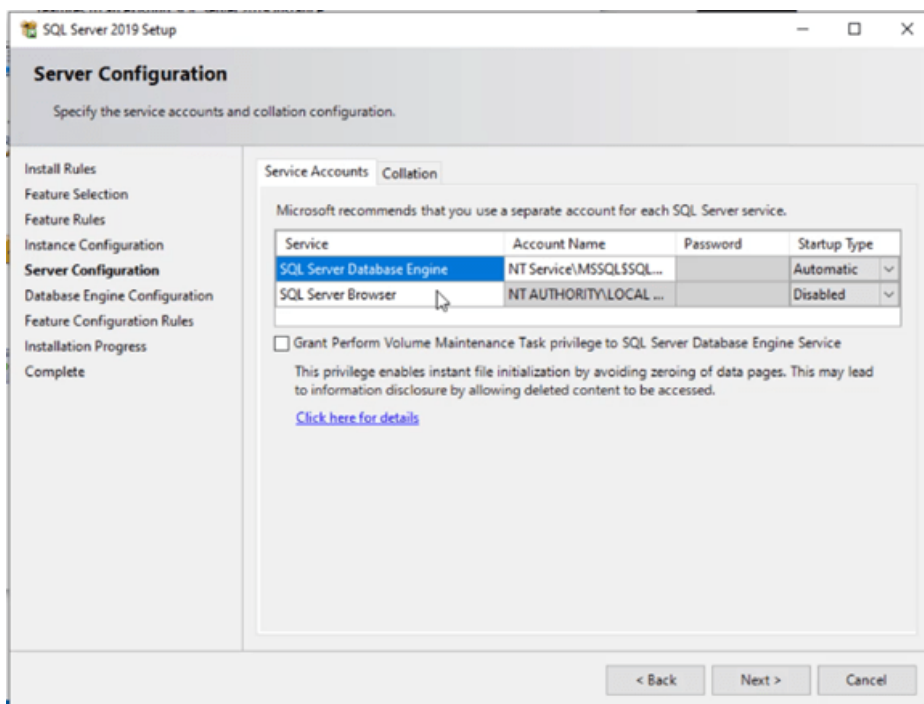 SQL Server 2019 Setup
Server Configuration
Specify the service accounts and collation configuration.
Install Rules
Feature Selection
Feature Rules
Instance Configuration
Server Configuration
Database Engine Configuration
Feature Configuration Rules
Installation Progress
Complete
Service Accounts Collation
Microsoft recommends that you use a separate account for each SQL Server service.
Service Account Name Password Startup Type
SQL Server Database Engine NT Service\MSSQL$SQL... Automatic
SQL Server Browser NT AUTHORITY\LOCAL ... Disabled
Grant Perform Volume Maintenance Task privilege to SQL Server Database Engine Service
This privilege enables instant file initialization by avoiding zeroing of data pages. This may lead
to information disclosure by allowing deleted content to be accessed.
Click here for details
< Back Next > Cancel